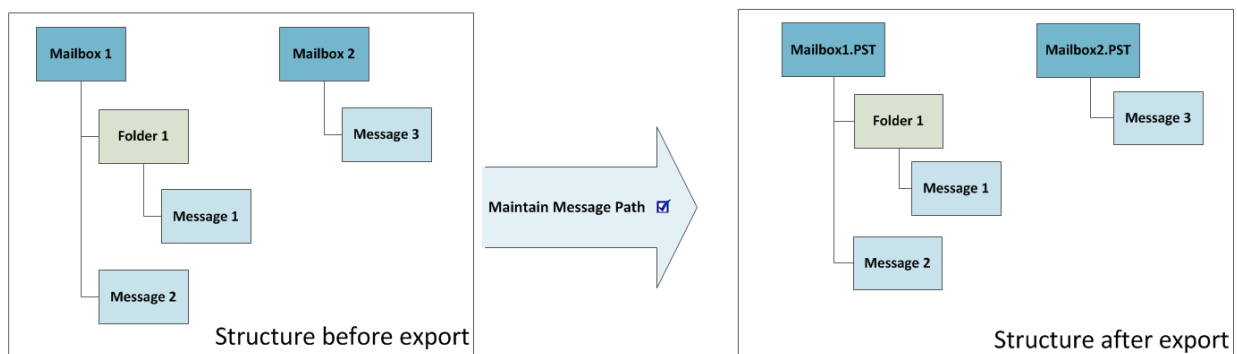 Mailbox 1
Mailbox 2
Folder 1
Message 3
Message 1
Message 2
Structure before export
Maintain Message Path
Mailbox1.PST
Mailbox2.PST
Folder 1
Message 3
Message 1
Message 2
Structure after export